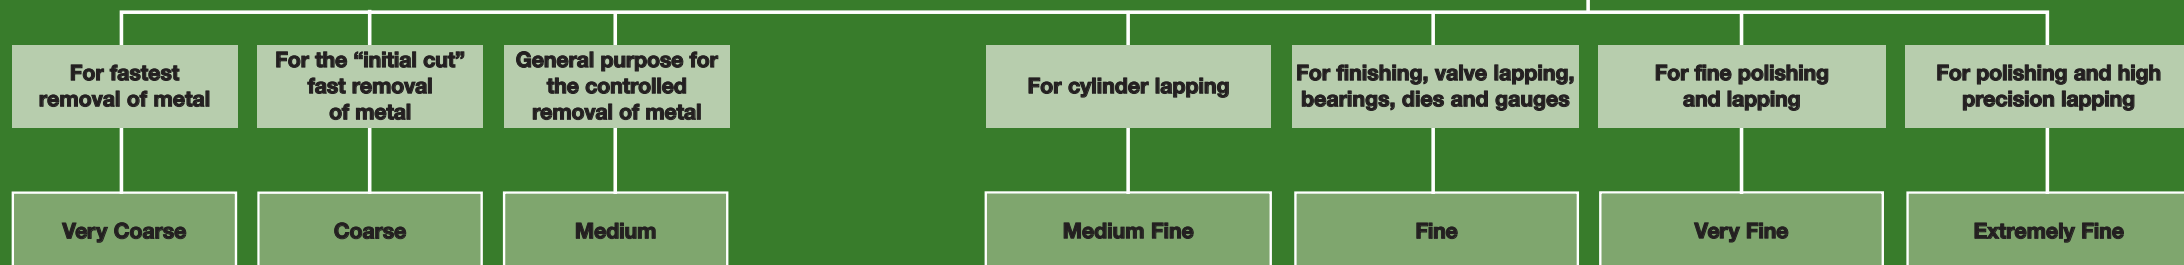 For fastest
removal of metal
For the “initial cut”
fast removal
of metal
General purpose for
the controlled
removal of metal
For cylinder lapping
For finishing, valve lapping,
bearings, dies and gauges
For fine polishing
and lapping
For polishing and high
precision lapping
Very Coarse
Coarse
Medium
Medium Fine
Fine
Very Fine
Extremely Fine